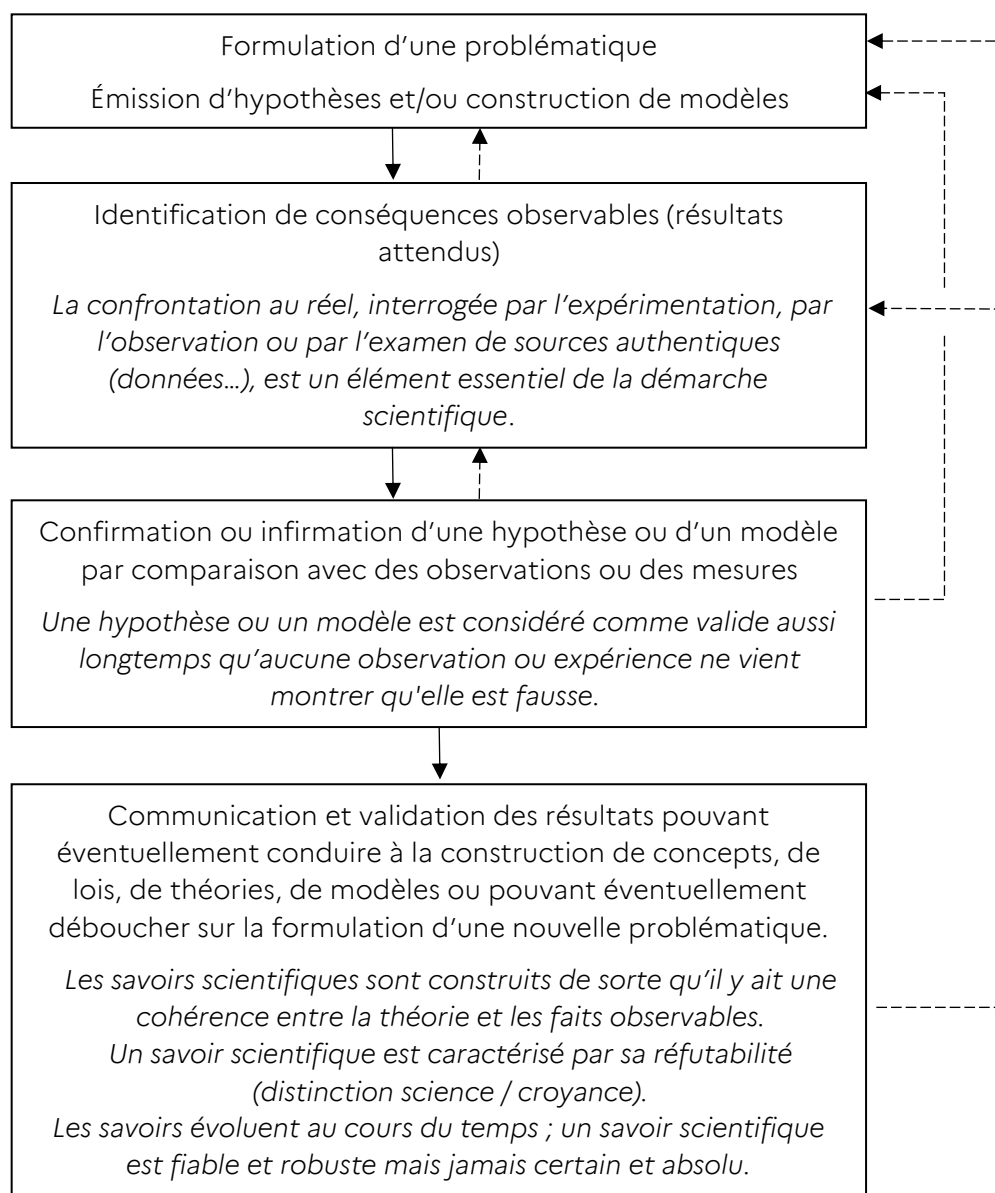 Formulation d’une problématique
Émission d’hypothèses et/ou construction de modèles
Identification de conséquences observables (résultats
attendus)
La confrontation au réel, interrogée par l’expérimentation, par
l’observation ou par l’examen de sources authentiques
(données…), est un élément essentiel de la démarche
scientifique.
Confirmation ou infirmation d’une hypothèse ou d’un modèle
par comparaison avec des observations ou des mesures
Une hypothèse ou un modèle est considéré comme valide aussi
longtemps qu’aucune observation ou expérience ne vient
montrer qu'elle est fausse.
Communication et validation des résultats pouvant
éventuellement conduire à la construction de concepts, de
lois, de théories, de modèles ou pouvant éventuellement
déboucher sur la formulation d’une nouvelle problématique.
Les savoirs scientifiques sont construits de sorte qu’il y ait une
cohérence entre la théorie et les faits observables.
Un savoir scientifique est caractérisé par sa réfutabilité
(distinction science / croyance).
Les savoirs évoluent au cours du temps ; un savoir scientifique
est fiable et robuste mais jamais certain et absolu.